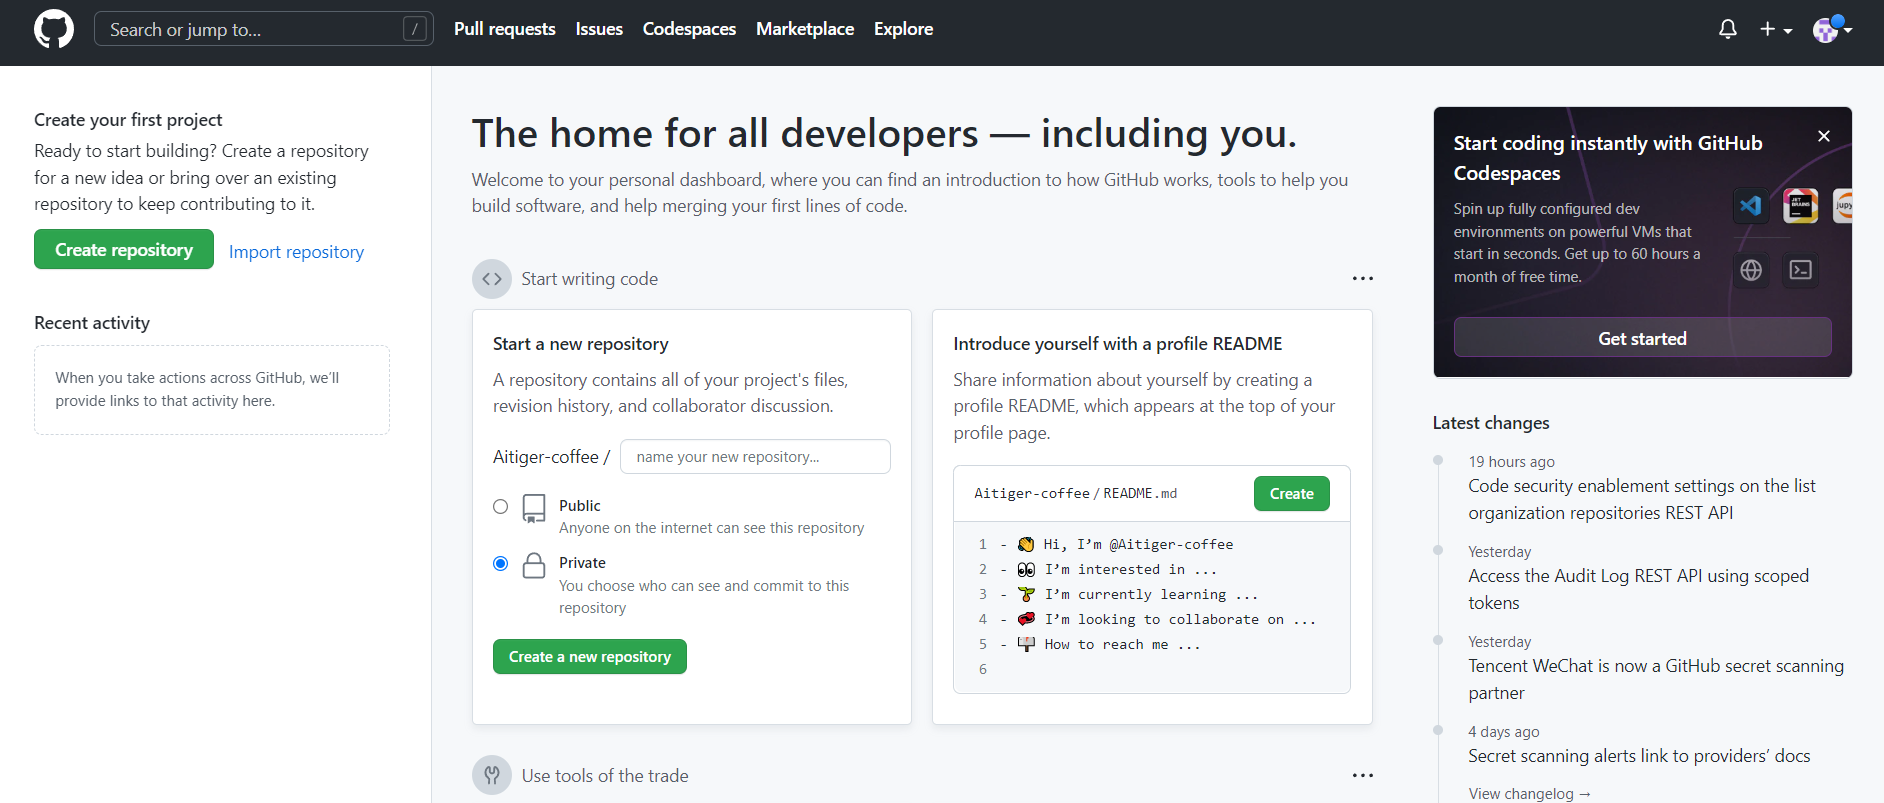 Search or jump to...
/
Pull requests
Issues
Codespaces
Marketplace
Explore
Create your first project
Ready to start building? Create a repository
for a new idea or bring over an existing
repository to keep contributing to it.
Create repository
Import repository
Recent activity
When you take actions across GitHub, we’ll
provide links to that activity here.
The home for all developers — including you.
Welcome to your personal dashboard, where you can find an introduction to how GitHub works, tools to help you
build software, and help merging your first lines of code.
Start writing code
Start a new repository
A repository contains all of your project's files,
revision history, and collaborator discussion.
Aitiger-coffee /
name your new repository...
Public
Anyone on the internet can see this repository
Private
You choose who can see and commit to this
repository
Create a new repository
Introduce yourself with a profile README
Share information about yourself by creating a
profile README, which appears at the top of your
profile page.
Aitiger-coffee / README.md
Create
1 - 👋 Hi, I’m @Aitiger-coffee
2 - 👀 I’m interested in ...
3 - 🌱 I’m currently learning ...
4 - 💞️ I’m looking to collaborate on ...
5 - 📫 How to reach me ...
6
Use tools of the trade
Start coding instantly with GitHub
Codespaces
Spin up fully configured dev
environments on powerful VMs that
start in seconds. Get up to 60 hours a
month of free time.
JET
BRAINS
jupy
Get started
Latest changes
19 hours ago
Code security enablement settings on the list
organization repositories REST API
Yesterday
Access the Audit Log REST API using scoped
tokens
Yesterday
Tencent WeChat is now a GitHub secret scanning
partner
4 days ago
Secret scanning alerts link to providers’ docs
View changelog →